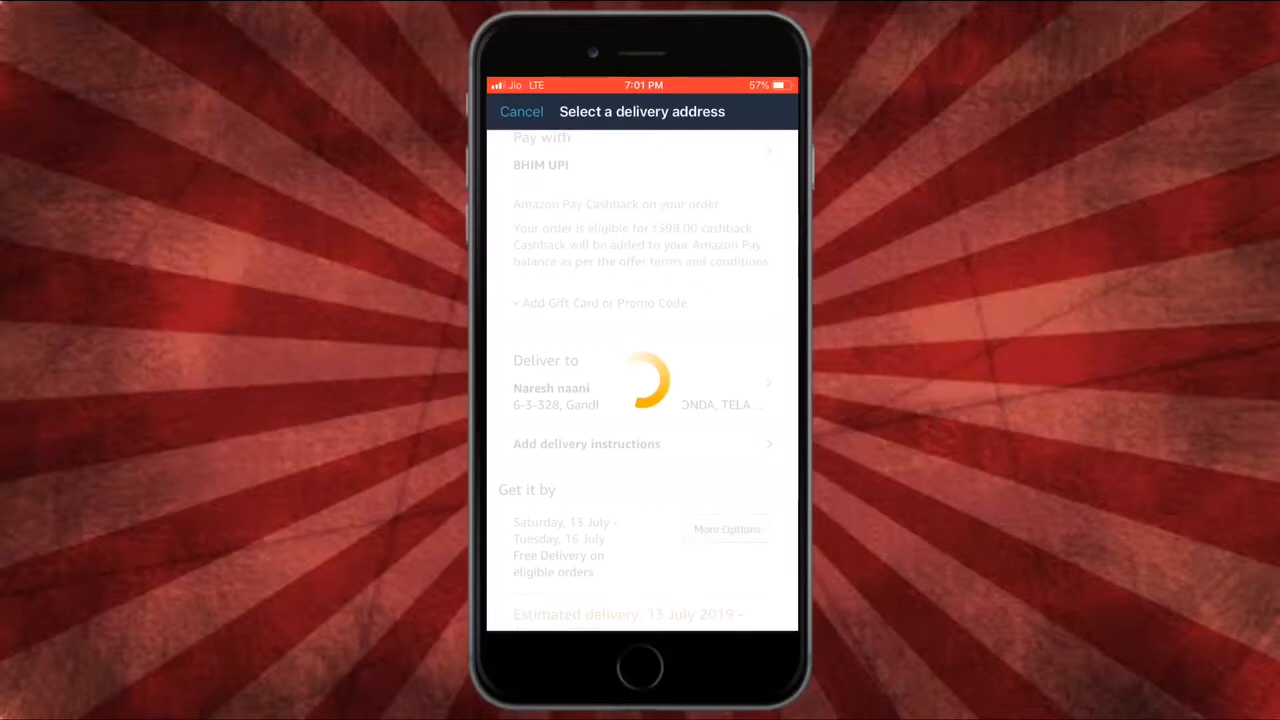 Jio LTE 7:01 PM 57%
Cancel Select a delivery address
Pay with
BHIM UPI
Amazon Pay Cashback on your order
Your order is eligible for ₹399.00 cashback
Cashback will be added to your Amazon Pay
balance as per the offer terms and conditions
Add Gift Card or Promo Code
Deliver to
Naresh naani
6-3-328, Gandl ONDA, TELA...
Add delivery instructions
Get it by
Saturday, 13 July -
Tuesday, 16 July
More Options
Free Delivery on
eligible orders
Estimated delivery: 13 July 2019 -